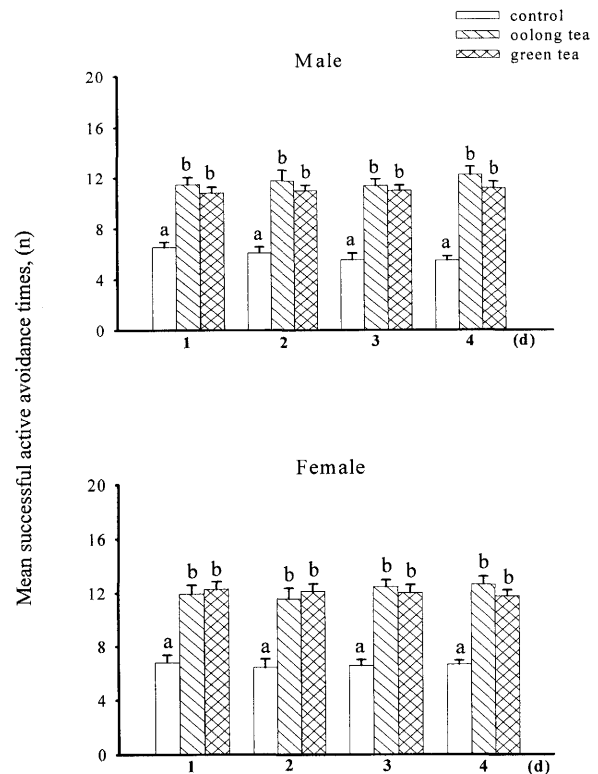 control
oolong tea
green tea
Male
20
16
12
8
4
0
b b b b b b b b
a a a a
1 2 3 4 (d)
Mean successful active avoidance times, (n)
Female
20
16
12
8
4
0
b b b b b b b b
a a a a
1 2 3 4 (d)